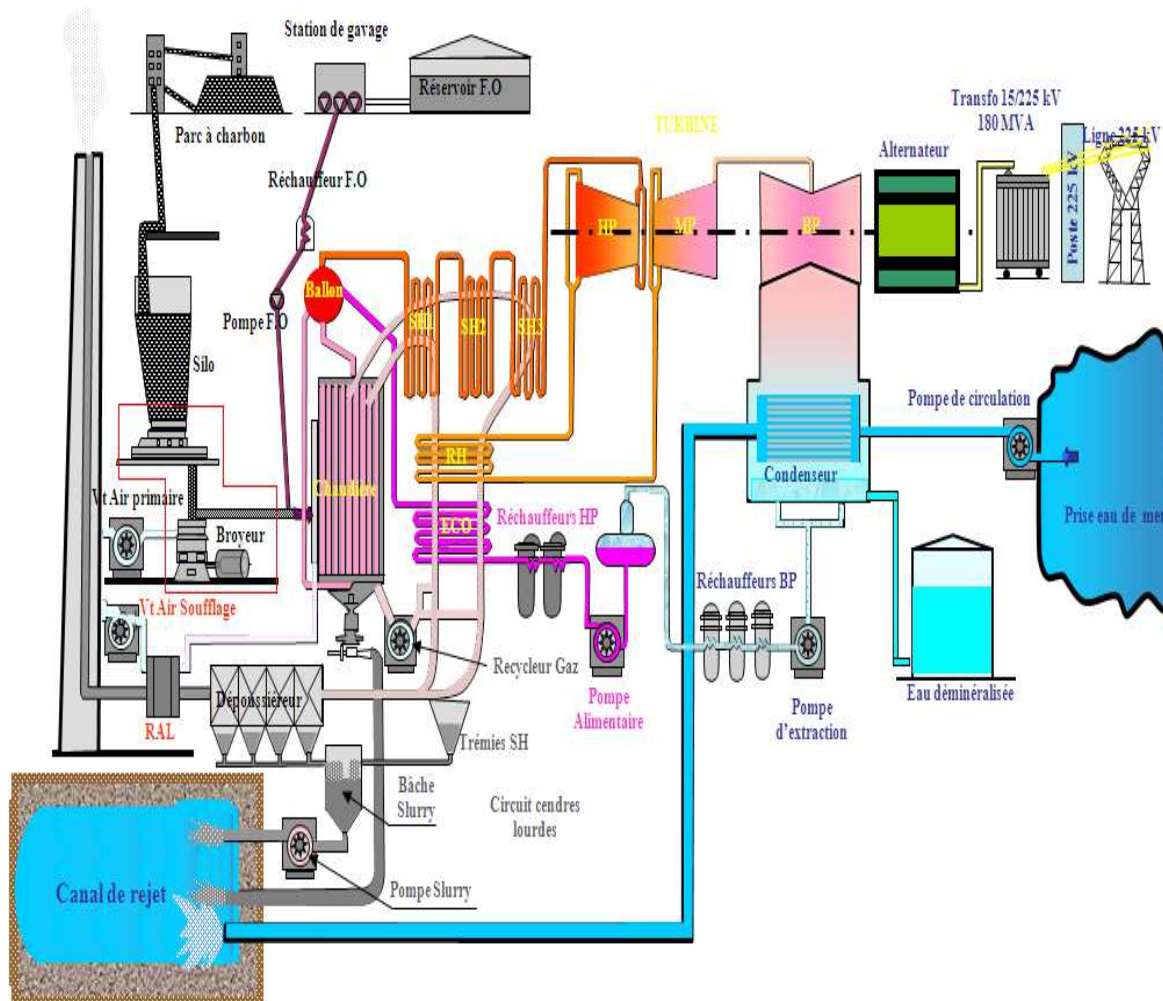 Station de gavage
Réservoir F.O
Parc à charbon
Réchauffeur F.O
TURBINE
Transfo 15/225 kV
180 MVA
Ligne 225 kV
Alternateur
Poste 225 kV
HP
MP
BP
Ballon
SH1
SH2
SH3
Pompe F.O
Silo
RH
Chaudière
Pompe de circulation
Condenseur
Prise eau de mer
Vt Air primaire
Broyeur
ECO
Réchauffeurs HP
Réchauffeurs BP
Vt Air Soufflage
Recycleur Gaz
Pompe
Alimentaire
Pompe
d'extraction
Eau déminéralisée
Dépoussiéreur
RAL
Trémies SH
Bâche
Slurry
Circuit cendres
lourdes
Canal de rejet
Pompe Slurry